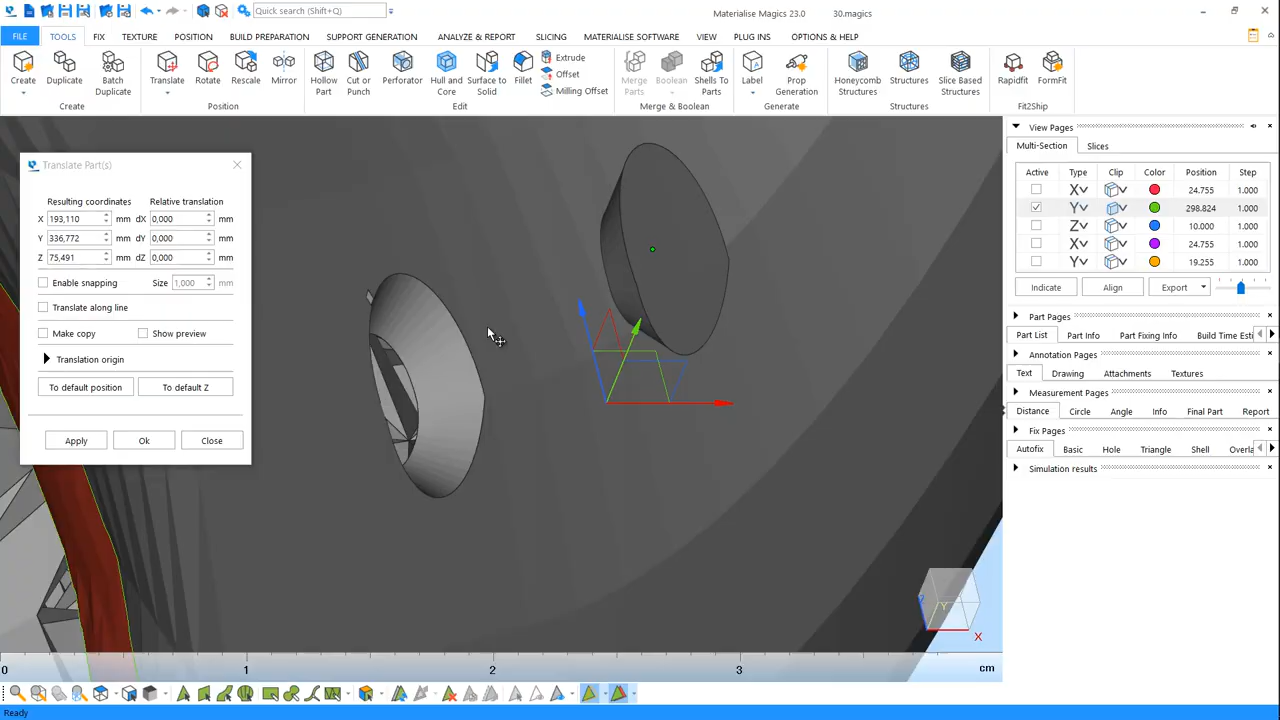 Quick search (Shift+Q)
Materialise Magics 23.0
30.magics
FILE TOOLS FIX TEXTURE POSITION BUILD PREPARATION SUPPORT GENERATION ANALYZE & REPORT SLICING MATERIALISE SOFTWARE VIEW PLUG INS OPTIONS & HELP
Create Duplicate Batch Duplicate Translate Rotate Rescale Mirror Hollow Part Cut or Punch Perforator Hull and Core Surface to Solid Fillet Extrude Offset Milling Offset Merge Parts Boolean Shells To Parts Label Prop Generation Honeycomb Structures Structures Slice Based Structures Rapidfit FormFit
Create Position Edit Merge & Boolean Generate Structures Fit2Ship
Translate Part(s)
Resulting coordinates Relative translation
X 193,110 mm dX 0,000 mm
Y 336,772 mm dY 0,000 mm
Z 75,491 mm dZ 0,000 mm
Enable snapping Size 1,000 mm
Translate along line
Make copy Show preview
Translation origin
To default position To default Z
Apply Ok Close
View Pages
Multi-Section Slices
Active Type Clip Color Position Step
X 24.755 1.000
Y 298.824 1.000
Z 10.000 1.000
X 24.755 1.000
Y 19.255 1.000
Indicate Align Export
Part Pages
Part List Part Info Part Fixing Info Build Time Esti
Annotation Pages
Text Drawing Attachments Textures
Measurement Pages
Distance Circle Angle Info Final Part Report
Fix Pages
Autofix Basic Hole Triangle Shell Overla
Simulation results
Z Y X
0 1 2 3 cm
Ready